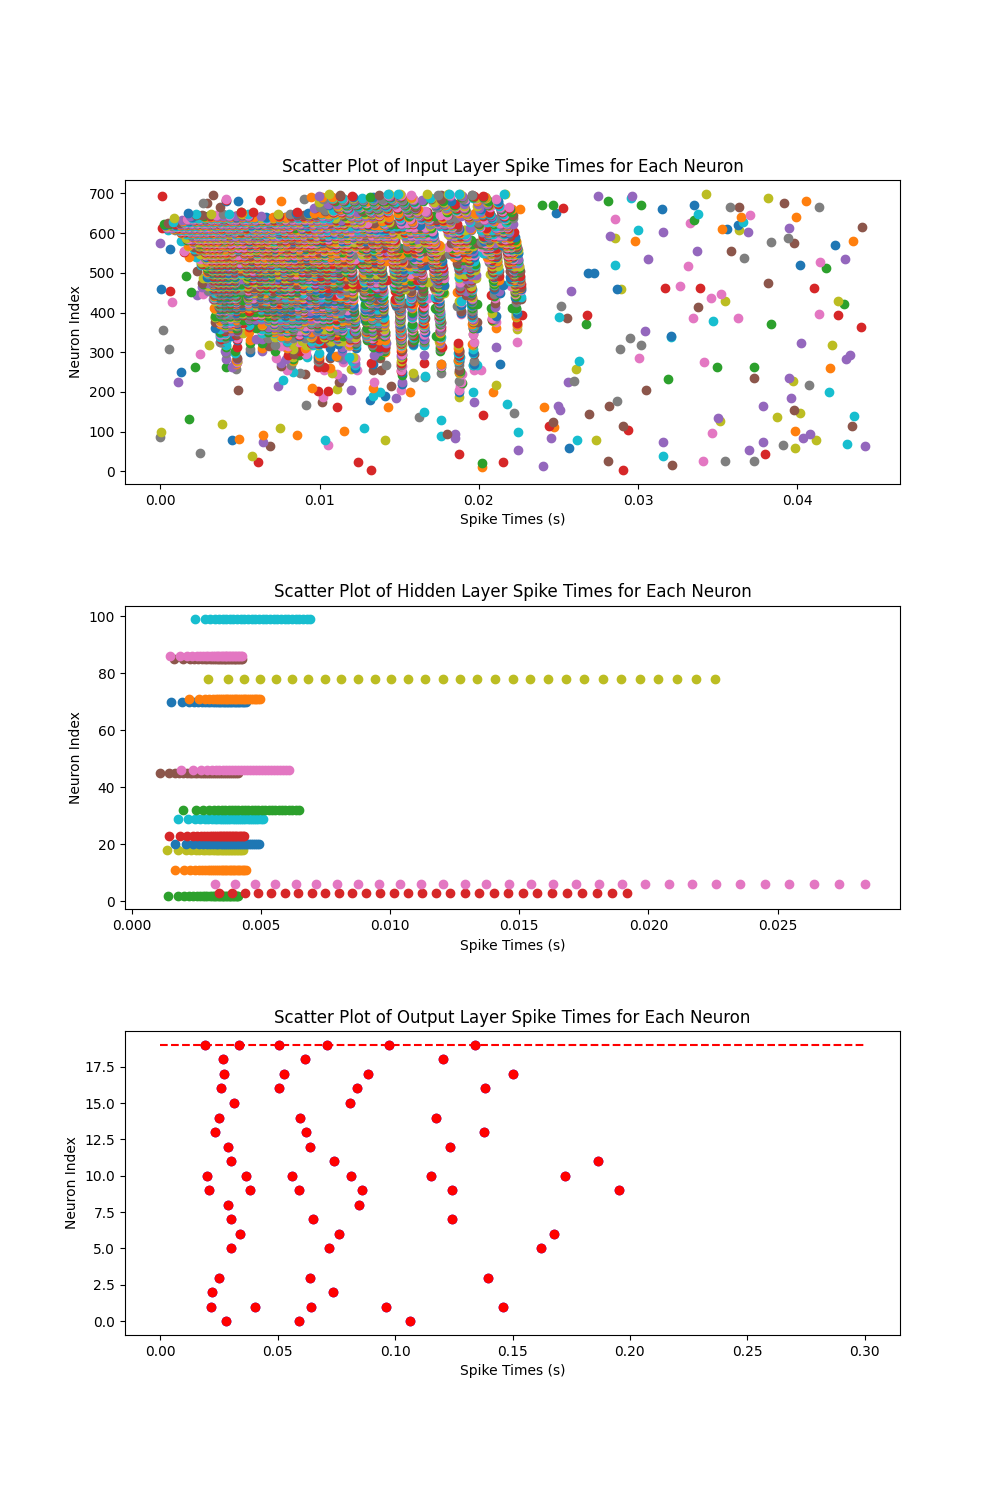 Scatter Plot of Input Layer Spike Times for Each Neuron
700
600
500
400
300
200
100
0
Neuron Index
0.00 0.01 0.02 0.03 0.04
Spike Times (s)
Scatter Plot of Hidden Layer Spike Times for Each Neuron
100
80
60
40
20
0
Neuron Index
0.000 0.005 0.010 0.015 0.020 0.025
Spike Times (s)
Scatter Plot of Output Layer Spike Times for Each Neuron
17.5
15.0
12.5
10.0
7.5
5.0
2.5
0.0
Neuron Index
0.00 0.05 0.10 0.15 0.20 0.25 0.30
Spike Times (s)